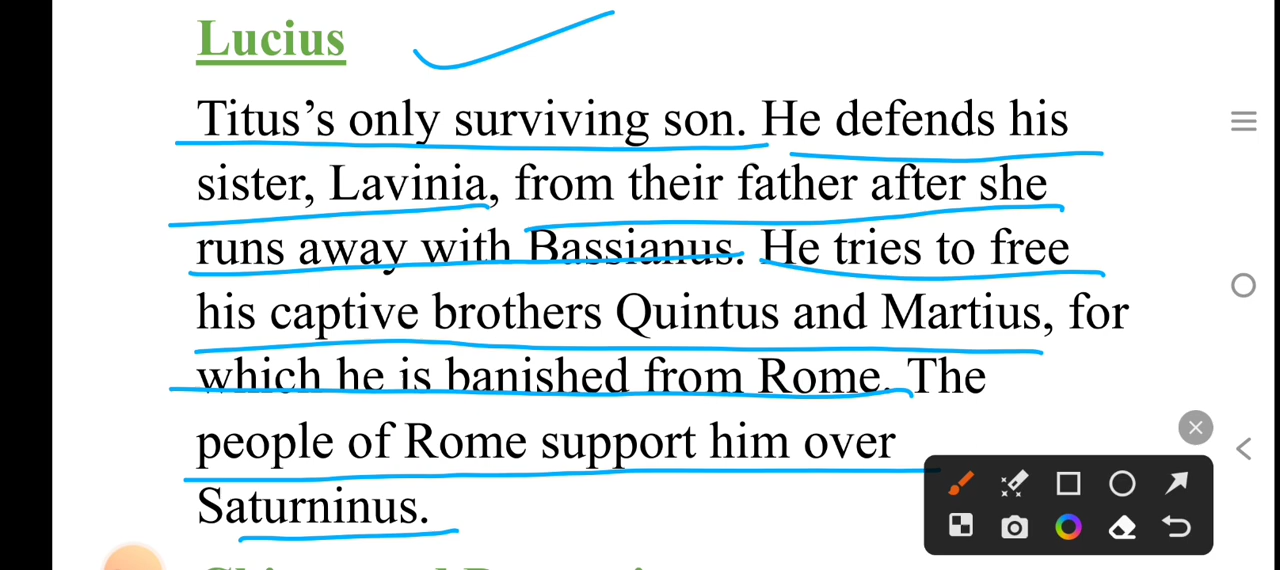 Lucius
Titus’s only surviving son. He defends his
sister, Lavinia, from their father after she
runs away with Bassianus. He tries to free
his captive brothers Quintus and Martius, for
which he is banished from Rome. The
people of Rome support him over
Saturninus.